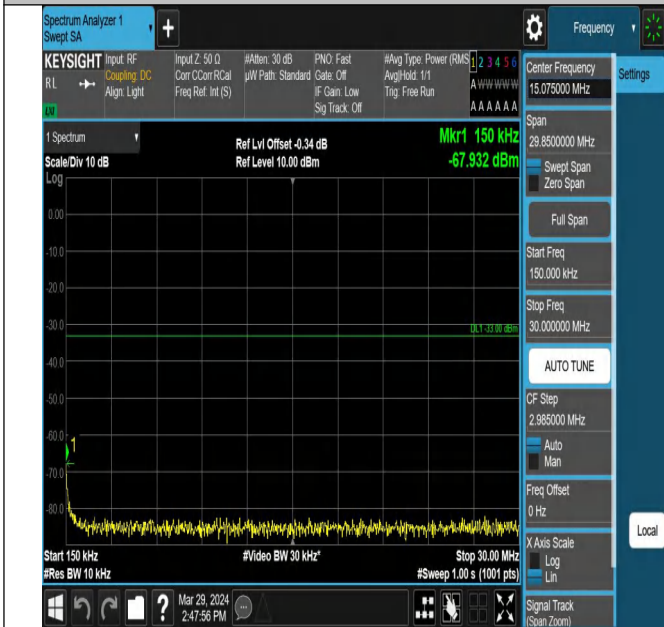 Spectrum Analyzer 1
Swept SA
+
Frequency
KEYSIGHT
RL
LXI
Input: RF
Coupling: DC
Align: Light
Input Z: 50 Ω
Corr CCorr RCal
Freq Ref: Int (S)
#Atten: 30 dB
µW Path: Standard
PNO: Fast
Gate: Off
IF Gain: Low
Sig Track: Off
#Avg Type: Power (RMS
Avg|Hold: 1/1
Trig: Free Run
1 2 3 4 5 6
A W W W W W
A A A A A A
1 Spectrum
Scale/Div 10 dB
Log
Ref Lvl Offset -0.34 dB
Ref Level 10.00 dBm
Mkr1 150 kHz
-67.932 dBm
0.00
-10.0
-20.0
-30.0
DL1 -33.00 dBm
-40.0
-50.0
-60.0
1
-70.0
-80.0
Start 150 kHz
#Res BW 10 kHz
#Video BW 30 kHz*
Stop 30.00 MHz
#Sweep 1.00 s (1001 pts)
Mar 29, 2024
2:47:56 PM
?
Center Frequency
15.075000 MHz
Span
29.8500000 MHz
Swept Span
Zero Span
Full Span
Start Freq
150.000 kHz
Stop Freq
30.000000 MHz
AUTO TUNE
CF Step
2.985000 MHz
Auto
Man
Freq Offset
0 Hz
X Axis Scale
Log
Lin
Signal Track
(Span Zoom)
Settings
Local